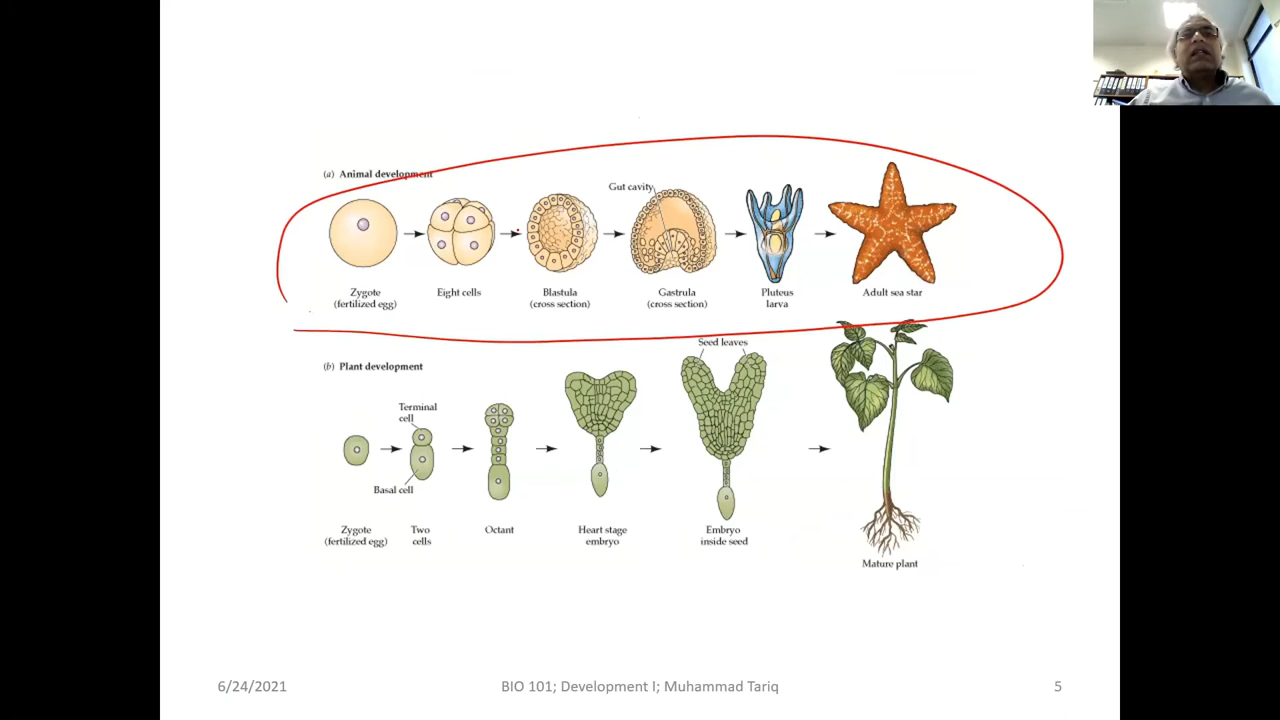 (a) Animal development
Gut cavity
Zygote
(fertilized egg)
Eight cells
Blastula
(cross section)
Gastrula
(cross section)
Pluteus
larva
Adult sea star
Seed leaves
(b) Plant development
Terminal
cell
Basal cell
Zygote
(fertilized egg)
Two
cells
Octant
Heart stage
embryo
Embryo
inside seed
Mature plant
6/24/2021
BIO 101; Development I; Muhammad Tariq
5